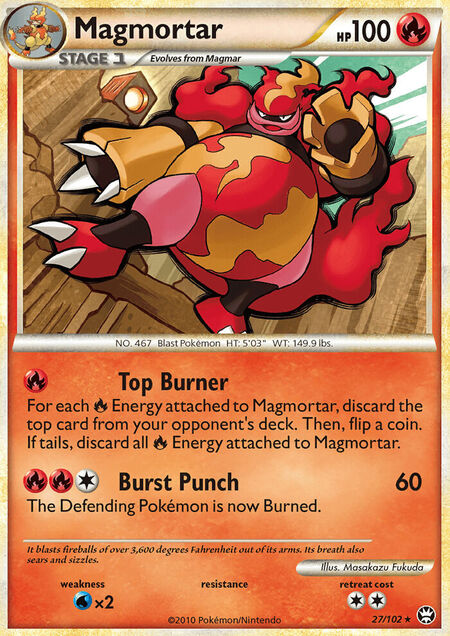 Magmortar HP100
STAGE 1 Evolves from Magmar
NO. 467 Blast Pokémon HT: 5'03" WT: 149.9 lbs.
Top Burner
For each Energy attached to Magmortar, discard the
top card from your opponent's deck. Then, flip a coin.
If tails, discard all Energy attached to Magmortar.
Burst Punch 60
The Defending Pokémon is now Burned.
It blasts fireballs of over 3,600 degrees Fahrenheit out of its arms. Its breath also
sears and sizzles.
Illus. Masakazu Fukuda
weakness resistance retreat cost
×2
27/102 ★
©2010 Pokémon/Nintendo